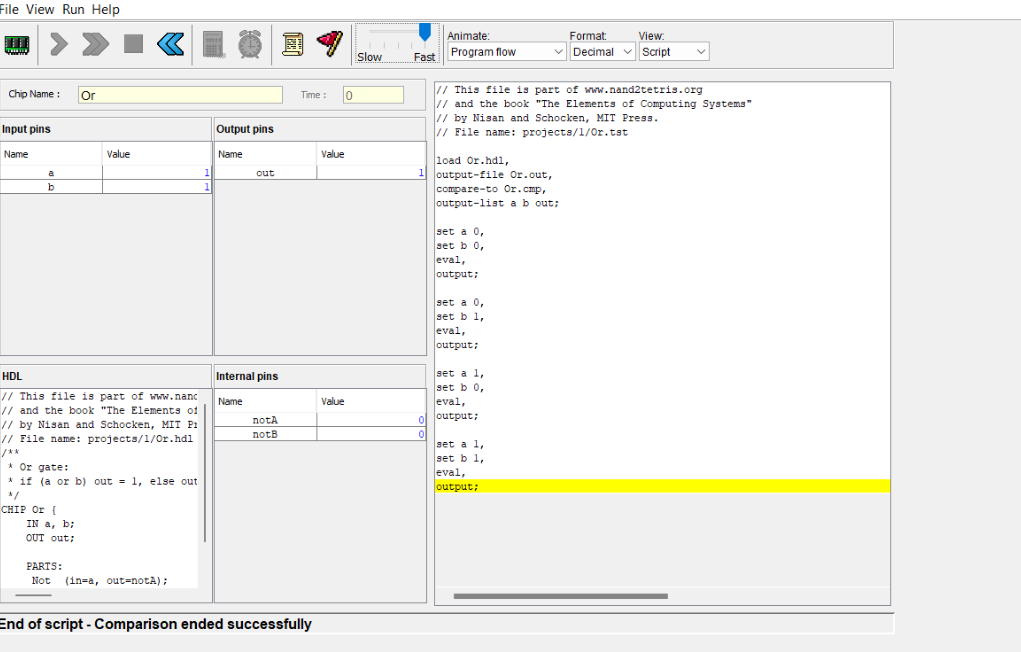 File View Run Help
Slow Fast
Animate: Format: View:
Program flow Decimal Script
Chip Name : Or Time : 0
Input pins
Name Value
a 1
b 1
Output pins
Name Value
out 1
HDL
// This file is part of www.nand
// and the book "The Elements of
// by Nisan and Schocken, MIT Pr
// File name: projects/1/Or.hdl
/**
* Or gate:
* if (a or b) out = 1, else out
*/
CHIP Or {
IN a, b;
OUT out;
PARTS:
Not (in=a, out=notA);
Internal pins
Name Value
notA 0
notB 0
// This file is part of www.nand2tetris.org
// and the book "The Elements of Computing Systems"
// by Nisan and Schocken, MIT Press.
// File name: projects/1/Or.tst
load Or.hdl,
output-file Or.out,
compare-to Or.cmp,
output-list a b out;
set a 0,
set b 0,
eval,
output;
set a 0,
set b 1,
eval,
output;
set a 1,
set b 0,
eval,
output;
set a 1,
set b 1,
eval,
output;
End of script - Comparison ended successfully